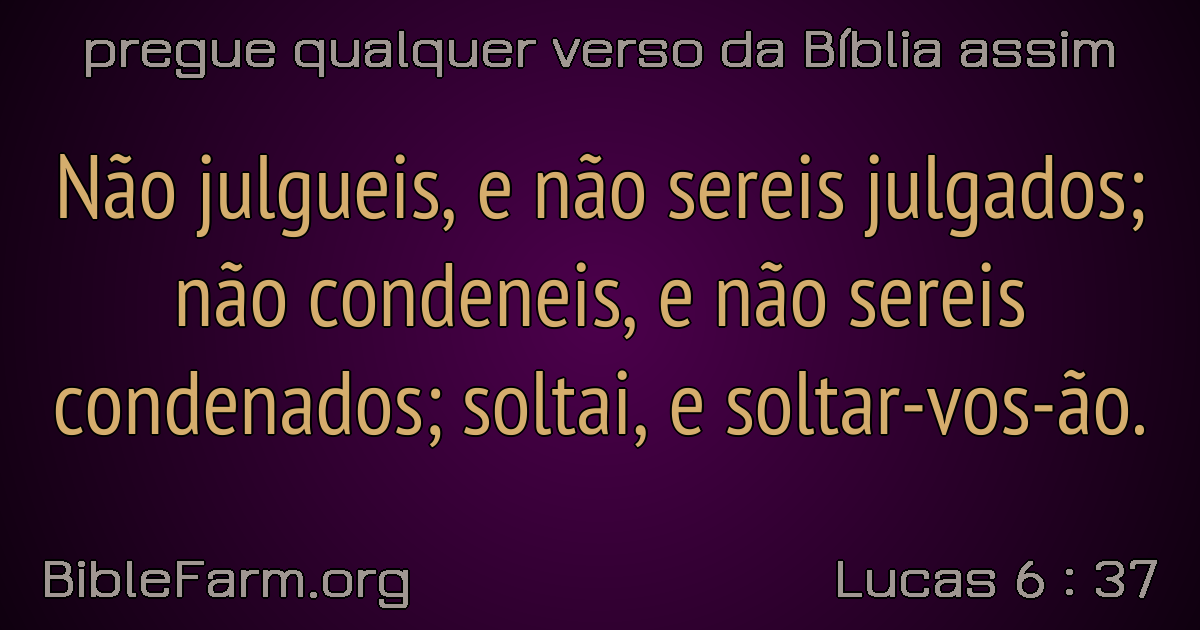 pregue qualquer verso da Bíblia assim
Não julgueis, e não sereis julgados;
não condeneis, e não sereis
condenados; soltai, e soltar-vos-ão.
BibleFarm.org
Lucas 6 : 37